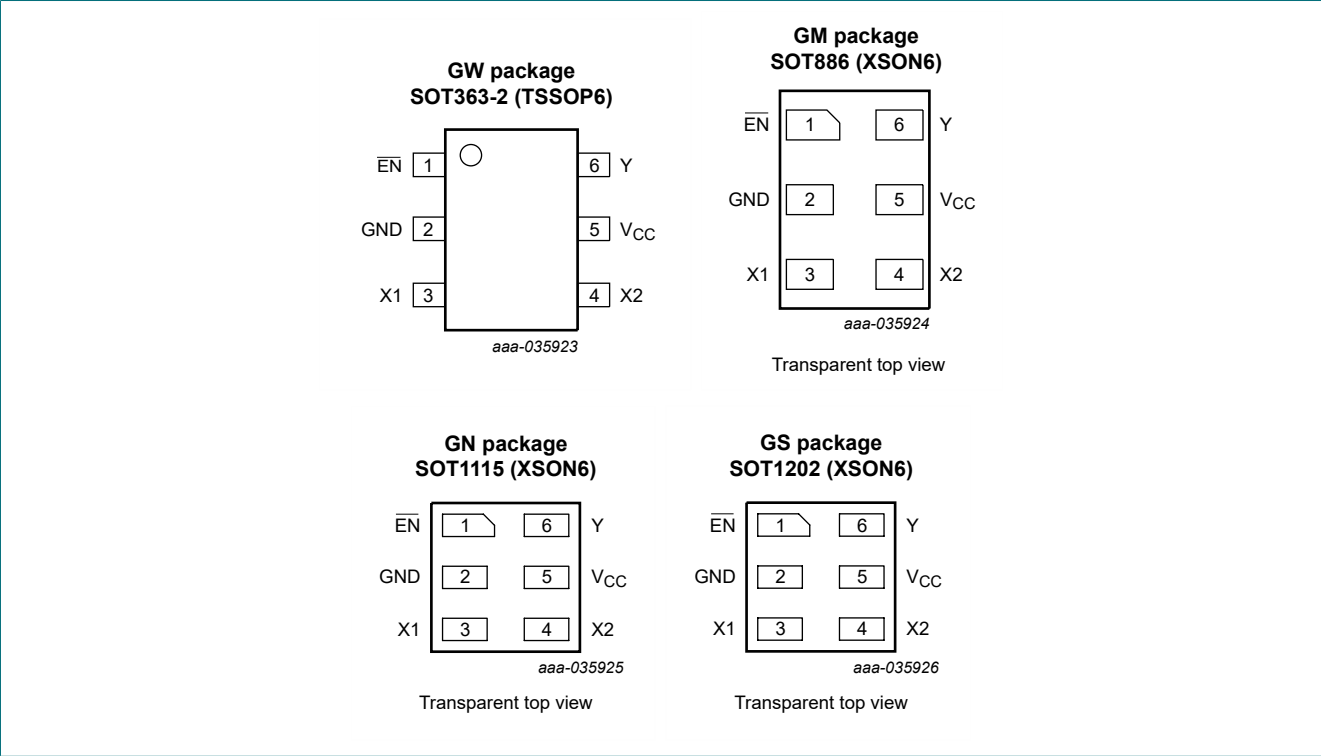 GW package
SOT363-2 (TSSOP6)
EN 1 6 Y
GND 2 5 VCC
X1 3 4 X2
aaa-035923
GM package
SOT886 (XSON6)
EN 1 6 Y
GND 2 5 VCC
X1 3 4 X2
aaa-035924
Transparent top view
GN package
SOT1115 (XSON6)
EN 1 6 Y
GND 2 5 VCC
X1 3 4 X2
aaa-035925
Transparent top view
GS package
SOT1202 (XSON6)
EN 1 6 Y
GND 2 5 VCC
X1 3 4 X2
aaa-035926
Transparent top view